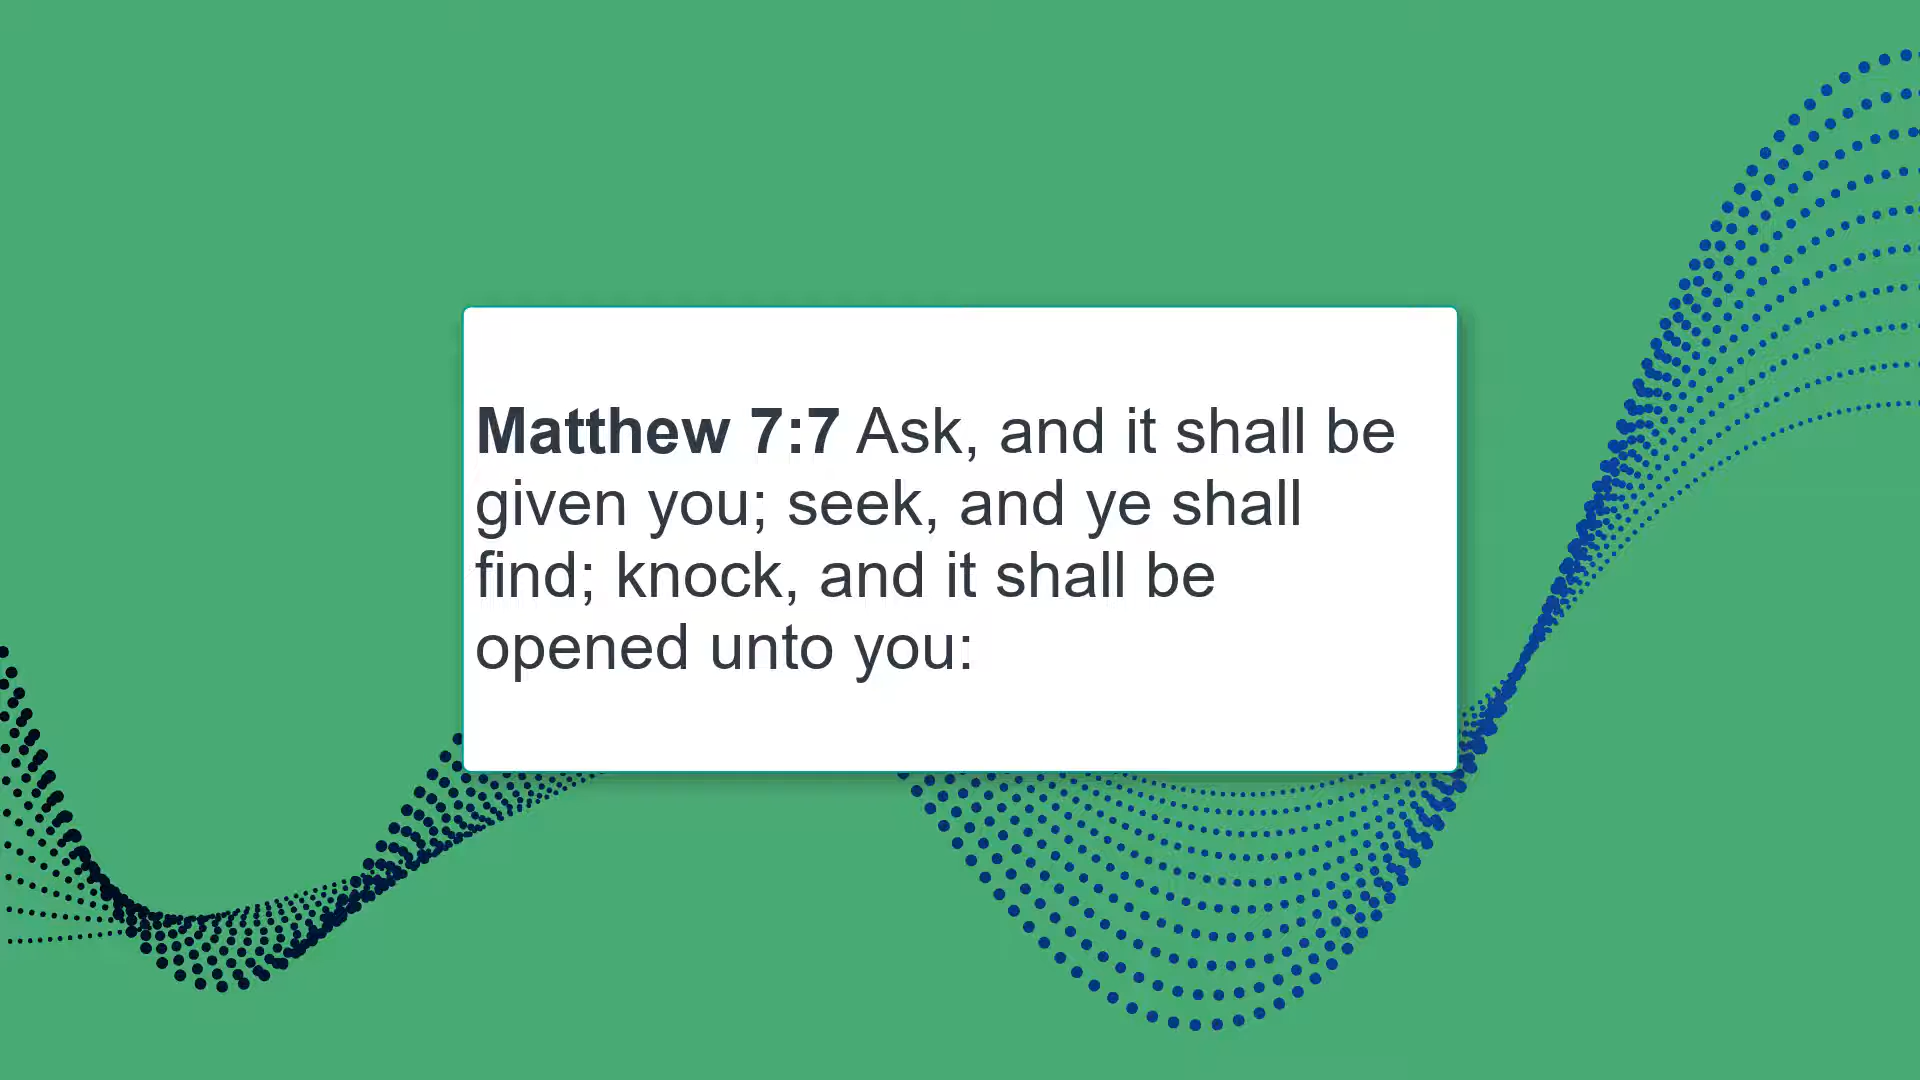 Matthew 7:7 Ask, and it shall be
given you; seek, and ye shall
find; knock, and it shall be
opened unto you: